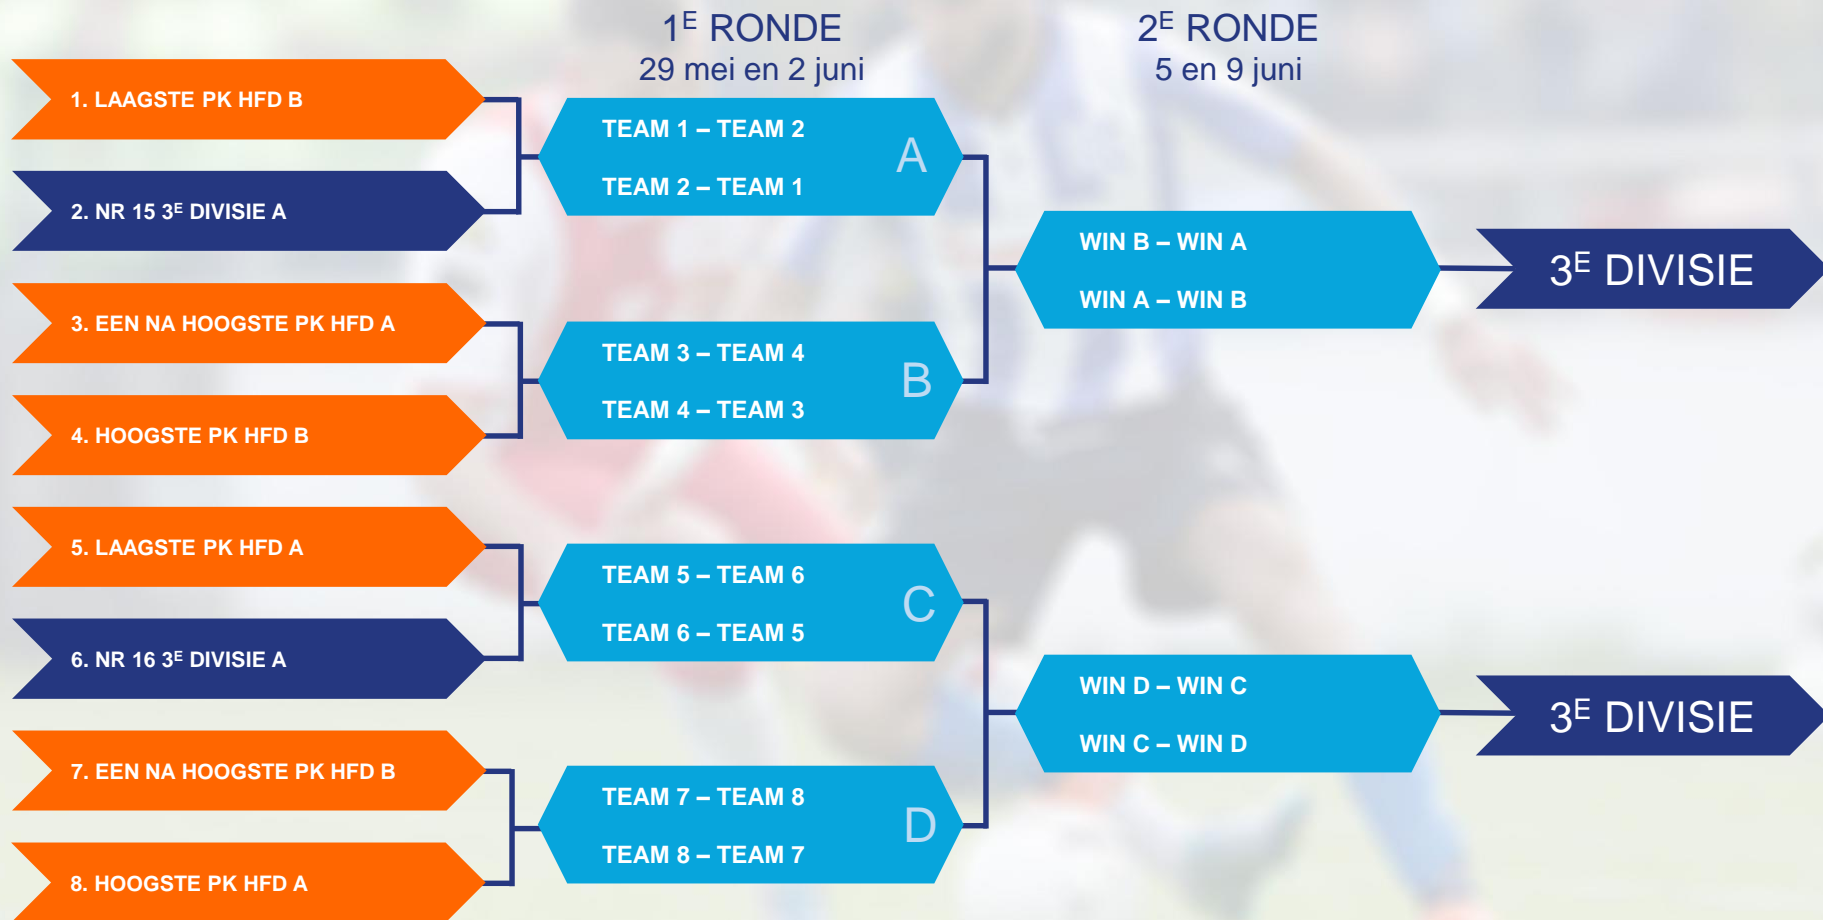 1E RONDE
29 mei en 2 juni
2E RONDE
5 en 9 juni
1. LAAGSTE PK HFD B
2. NR 15 3E DIVISIE A
3. EEN NA HOOGSTE PK HFD A
4. HOOGSTE PK HFD B
5. LAAGSTE PK HFD A
6. NR 16 3E DIVISIE A
7. EEN NA HOOGSTE PK HFD B
8. HOOGSTE PK HFD A
TEAM 1 – TEAM 2
TEAM 2 – TEAM 1
A
TEAM 3 – TEAM 4
TEAM 4 – TEAM 3
B
TEAM 5 – TEAM 6
TEAM 6 – TEAM 5
C
TEAM 7 – TEAM 8
TEAM 8 – TEAM 7
D
WIN B – WIN A
WIN A – WIN B
WIN D – WIN C
WIN C – WIN D
3E DIVISIE
3E DIVISIE